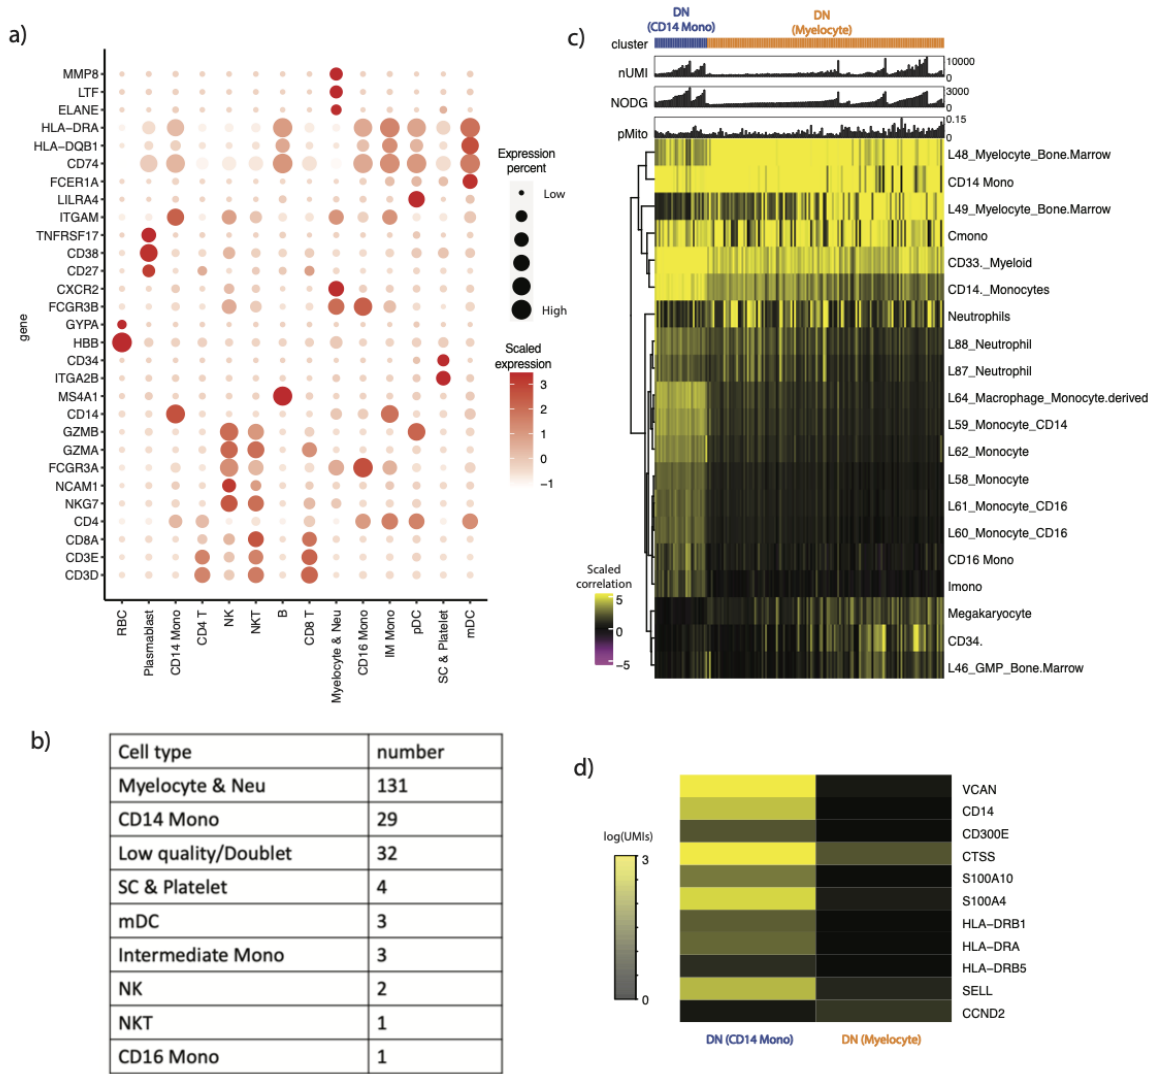 a)
MMP8
LTF
ELANE
HLA−DRA
HLA−DQB1
CD74
FCER1A
LILRA4
ITGAM
TNFRSF17
CD38
CD27
CXCR2
FCGR3B
GYPA
HBB
CD34
ITGA2B
MS4A1
CD14
GZMB
GZMA
FCGR3A
NCAM1
NKG7
CD4
CD8A
CD3E
CD3D
gene
RBC
Plasmablast
CD14 Mono
CD4 T
NK
NKT
B
CD8 T
Myelocyte & Neu
CD16 Mono
IM Mono
pDC
SC & Platelet
mDC
Expression
percent
Low
High
Scaled
expression
3
2
1
0
−1
b)
Cell type number
Myelocyte & Neu 131
CD14 Mono 29
Low quality/Doublet 32
SC & Platelet 4
mDC 3
Intermediate Mono 3
NK 2
NKT 1
CD16 Mono 1
c)
DN
(CD14 Mono)
DN
(Myelocyte)
cluster
nUMI
10000
0
NODG
3000
0
pMito
0.15
0
L48_Myelocyte_Bone.Marrow
CD14 Mono
L49_Myelocyte_Bone.Marrow
Cmono
CD33._Myeloid
CD14._Monocytes
Neutrophils
L88_Neutrophil
L87_Neutrophil
L64_Macrophage_Monocyte.derived
L59_Monocyte_CD14
L62_Monocyte
L58_Monocyte
L61_Monocyte_CD16
L60_Monocyte_CD16
CD16 Mono
Imono
Megakaryocyte
CD34.
L46_GMP_Bone.Marrow
Scaled
correlation
5
0
−5
d)
log(UMIs)
3
0
VCAN
CD14
CD300E
CTSS
S100A10
S100A4
HLA−DRB1
HLA−DRA
HLA−DRB5
SELL
CCND2
DN (CD14 Mono)
DN (Myelocyte)